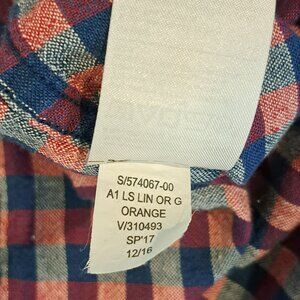 S/574067-00
A1 LS LIN OR G
ORANGE
V/310493
SP'17
12/16